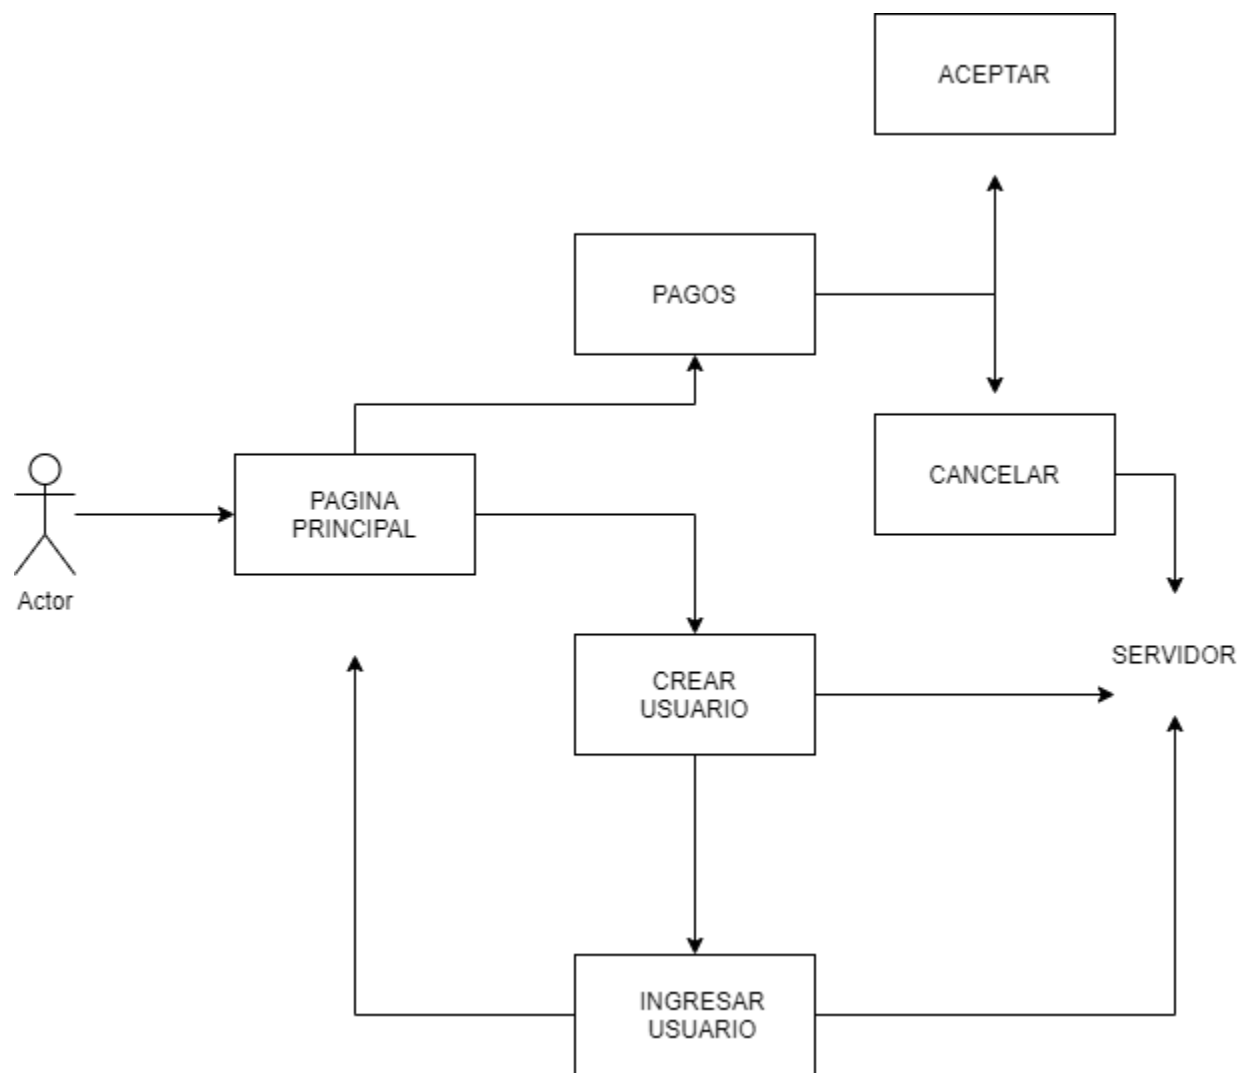 ACEPTAR
PAGOS
CANCELAR
PAGINA
PRINCIPAL
Actor
SERVIDOR
CREAR
USUARIO
INGRESAR
USUARIO